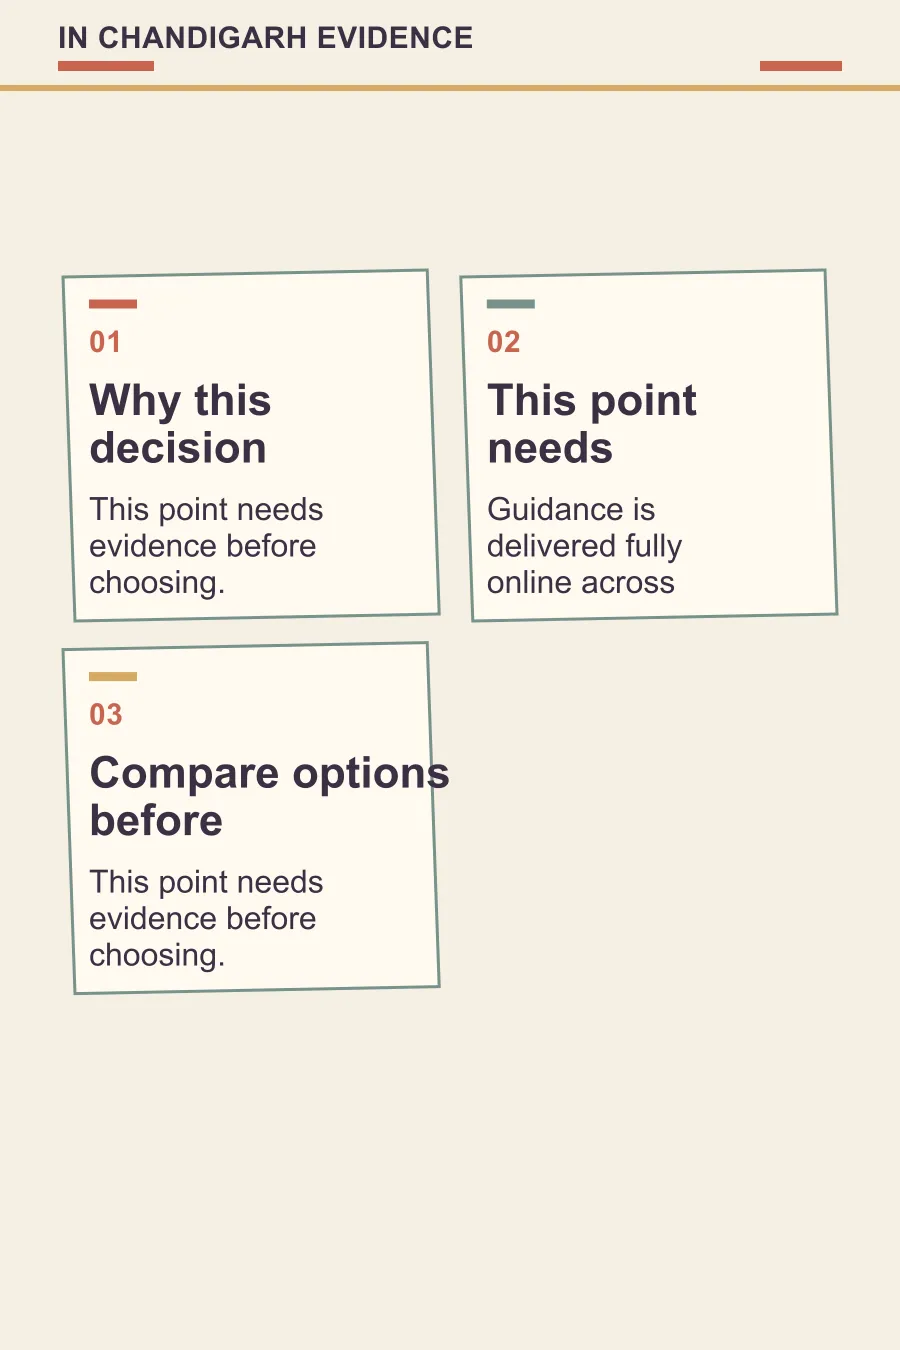 IN CHANDIGARH EVIDENCE
01
Why this
decision
This point needs
evidence before
choosing.
02
This point
needs
Guidance is
delivered fully
online across
03
Compare options
before
This point needs
evidence before
choosing.